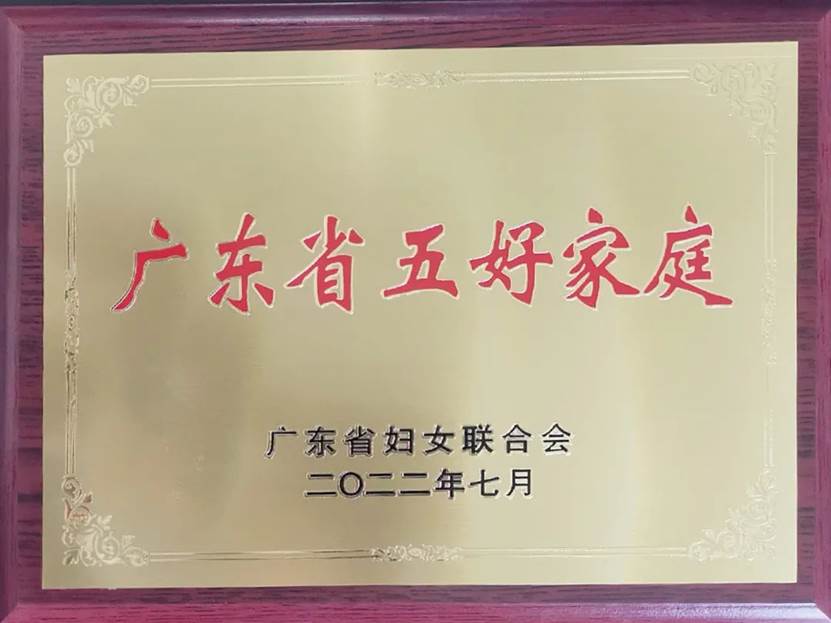 广东省五好家庭
广东省妇女联合会
二〇二二年七月